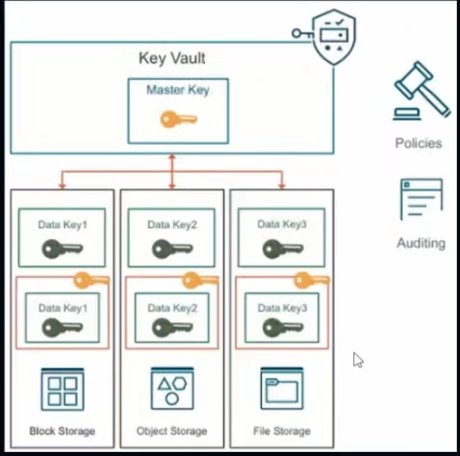 Key Vault
Master Key
Policies
Auditing
Data Key1
Data Key2
Data Key3
Data Key1
Data Key2
Data Key3
Block Storage
Object Storage
File Storage